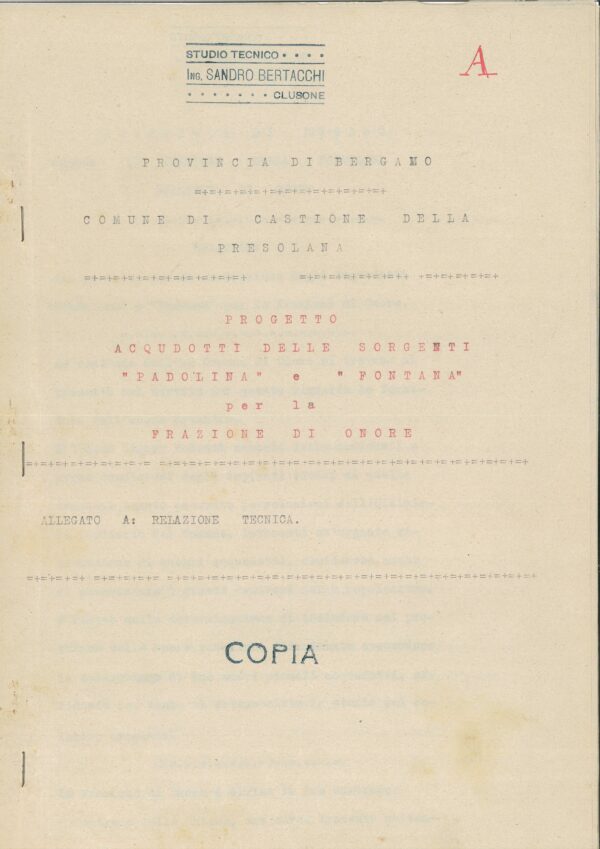 STUDIO TECNICO
ING. SANDRO BERTACCHI
CLUSONE
A
PROVINCIA DI BERGAMO
COMUNE DI CASTIONE DELLA
PRESOLANA
PROGETTO
ACQUDOTTI DELLE SORGENTI
"PADOLINA" e "FONTANA"
per la
FRAZIONE DI ONORE
ALLEGATO A: RELAZIONE TECNICA.
COPIA